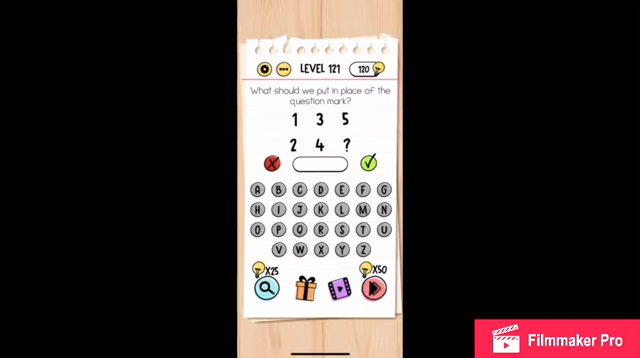 LEVEL 121
120
What should we put in place of the
question mark?
1 3 5
2 4 ?
A B C D E F G
H I J K L M N
O P Q R S T U
V W X Y Z
X25
X50
Filmmaker Pro